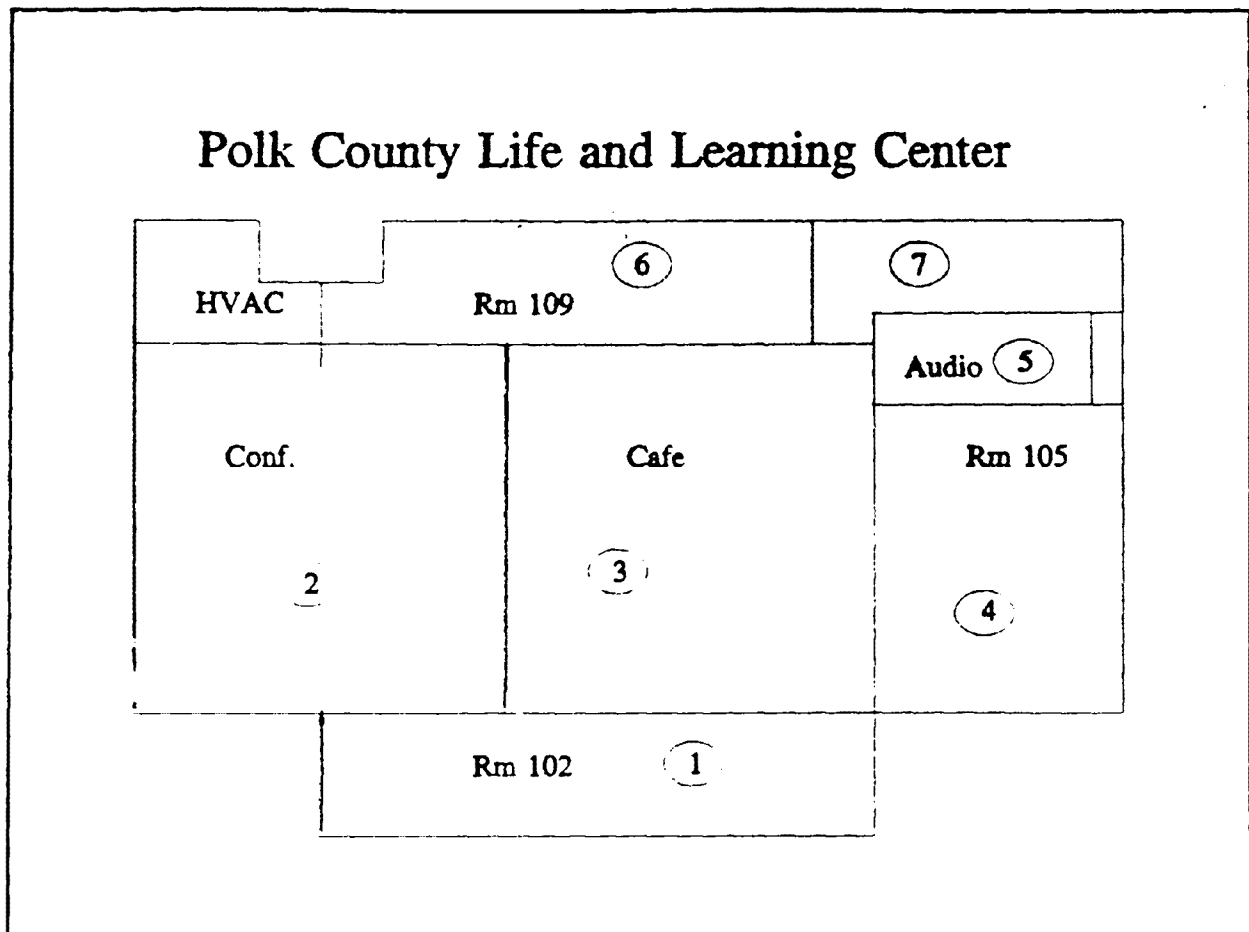 Polk County Life and Learning Center
6
7
HVAC
Rm 109
Audio 5
Conf.
Cafe
Rm 105
2
3
4
Rm 102
1